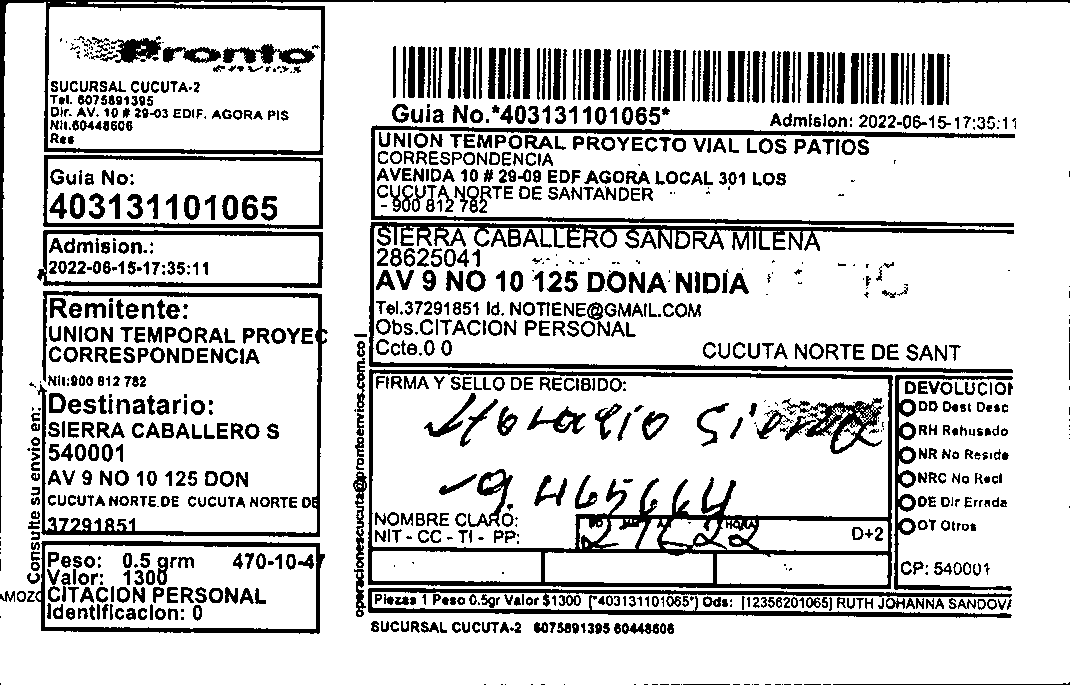 Pronto
envios
SUCURSAL CUCUTA-2
Tel. 6075891395
Dir. AV. 10 # 29-03 EDIF. AGORA PIS
Nit.60448606
Res
Guia No:
403131101065
Admision.:
2022-06-15-17:35:11
Remitente:
UNION TEMPORAL PROYEC
CORRESPONDENCIA
Nit:900 812 782
Destinatario:
SIERRA CABALLERO S
540001
AV 9 NO 10 125 DON
CUCUTA NORTE DE CUCUTA NORTE DE
37291851
Peso: 0.5 grm 470-10-47
Valor: 1300
CITACION PERSONAL
Identificacion: 0
Consulte su envio en:
AMOZO
operacionescucuta@prontoenvios.com.co
Guia No.*403131101065*
Admision: 2022-06-15-17:35:11
UNION TEMPORAL PROYECTO VIAL LOS PATIOS
CORRESPONDENCIA
AVENIDA 10 # 29-09 EDF AGORA LOCAL 301 LOS
CUCUTA NORTE DE SANTANDER
- 900 812 782
SIERRA CABALLERO SANDRA MILENA
28625041
AV 9 NO 10 125 DONA NIDIA
Tel.37291851 Id. NOTIENE@GMAIL.COM
Obs.CITACION PERSONAL
Ccte.0 0 CUCUTA NORTE DE SANT
FIRMA Y SELLO DE RECIBIDO:
Horacio Sierra
9.465664
NOMBRE CLARO:
NIT - CC - TI - PP:
HORA
D+2
DEVOLUCION
DD Dest Desc
RH Rehusado
NR No Reside
NRC No Recl
DE Dir Errada
OT Otros
CP: 540001
Piezas 1 Peso 0.5gr Valor $1300 [*403131101065*] Ods: [12356201065] RUTH JOHANNA SANDOVA
SUCURSAL CUCUTA-2 6075891395 60448606